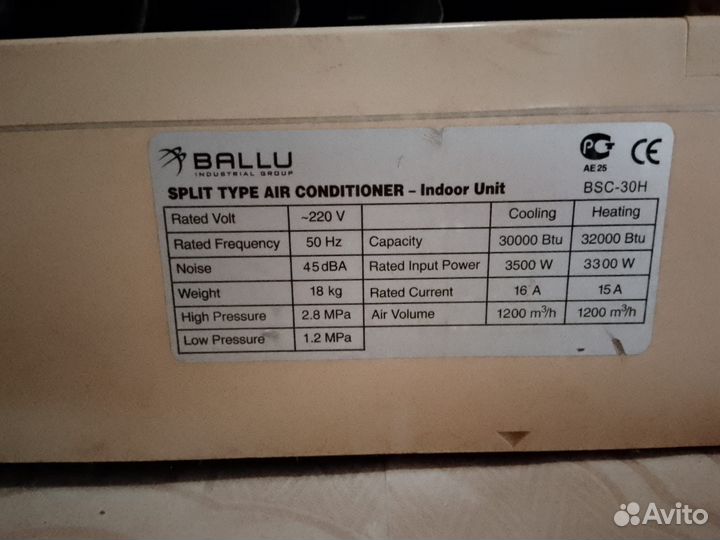 BALLU
INDUSTRIAL GROUP
РСТ
AE 25
CE
SPLIT TYPE AIR CONDITIONER – Indoor Unit BSC-30H
Rated Volt ~220 V Cooling Heating
Rated Frequency 50 Hz Capacity 30000 Btu 32000 Btu
Noise 45 dBA Rated Input Power 3500 W 3300 W
Weight 18 kg Rated Current 16 A 15 A
High Pressure 2.8 MPa Air Volume 1200 m³/h 1200 m³/h
Low Pressure 1.2 MPa
Avito